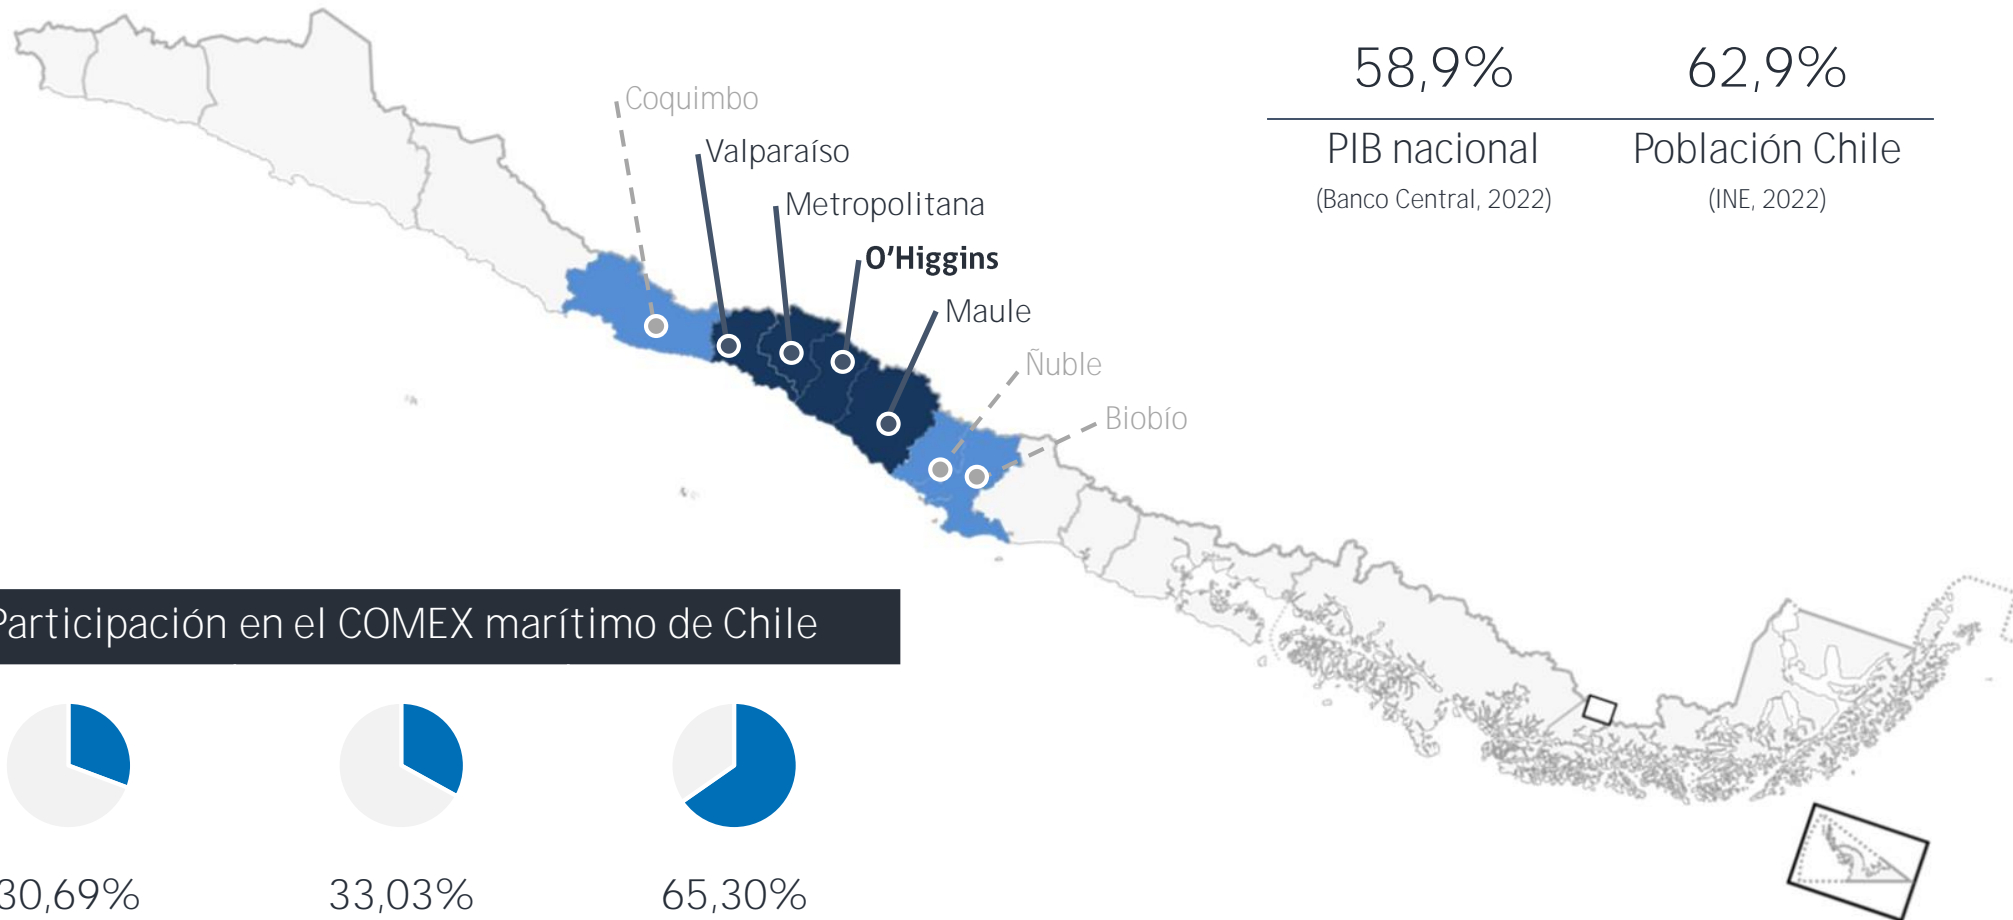 58,9%
62,9%
PIB nacional
Población Chile
(Banco Central, 2022)
(INE, 2022)
Coquimbo
Valparaíso
Metropolitana
O'Higgins
Maule
Ñuble
Biobío
Participación en el COMEX marítimo de Chile
30,69%
33,03%
65,30%